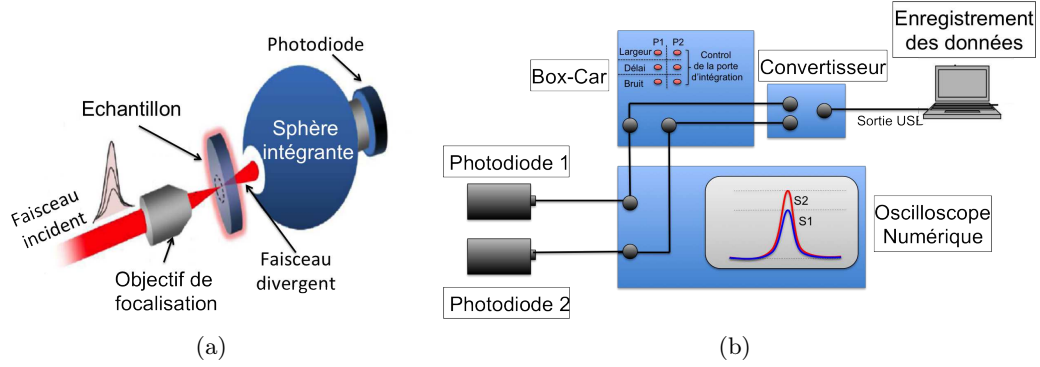 Photodiode
Echantillon
Sphère
intégrante
Faisceau
incident
Objectif de
focalisation
Faisceau
divergent
(a)
Enregistrement
des données
P1 P2
Largeur
Délai
Bruit
Control
de la porte
d'intégration
Box-Car
Convertisseur
Sortie USL
Photodiode 1
S2
S1
Oscilloscope
Numérique
Photodiode 2
(b)